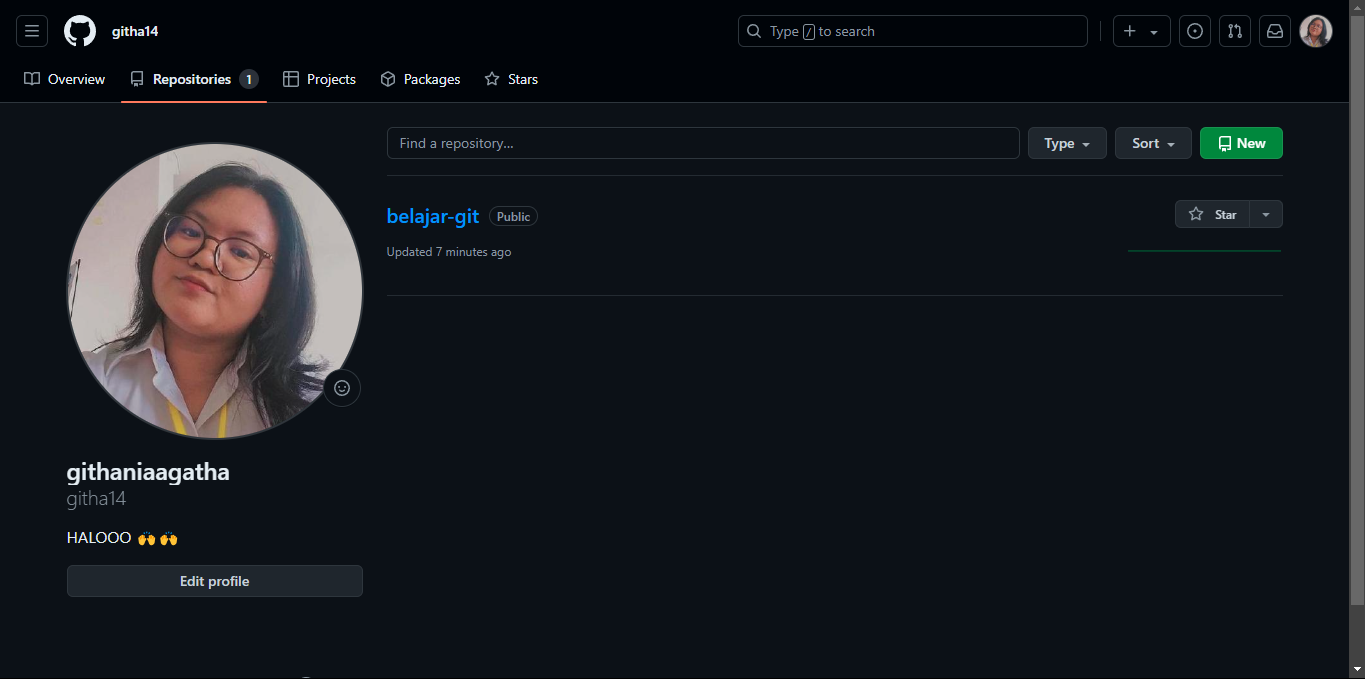 githa14
Type / to search
Overview
Repositories 1
Projects
Packages
Stars
Find a repository...
Type
Sort
New
belajar-git Public
Star
Updated 7 minutes ago
githaniaagatha
githa14
HALOOO 🙌🙌
Edit profile